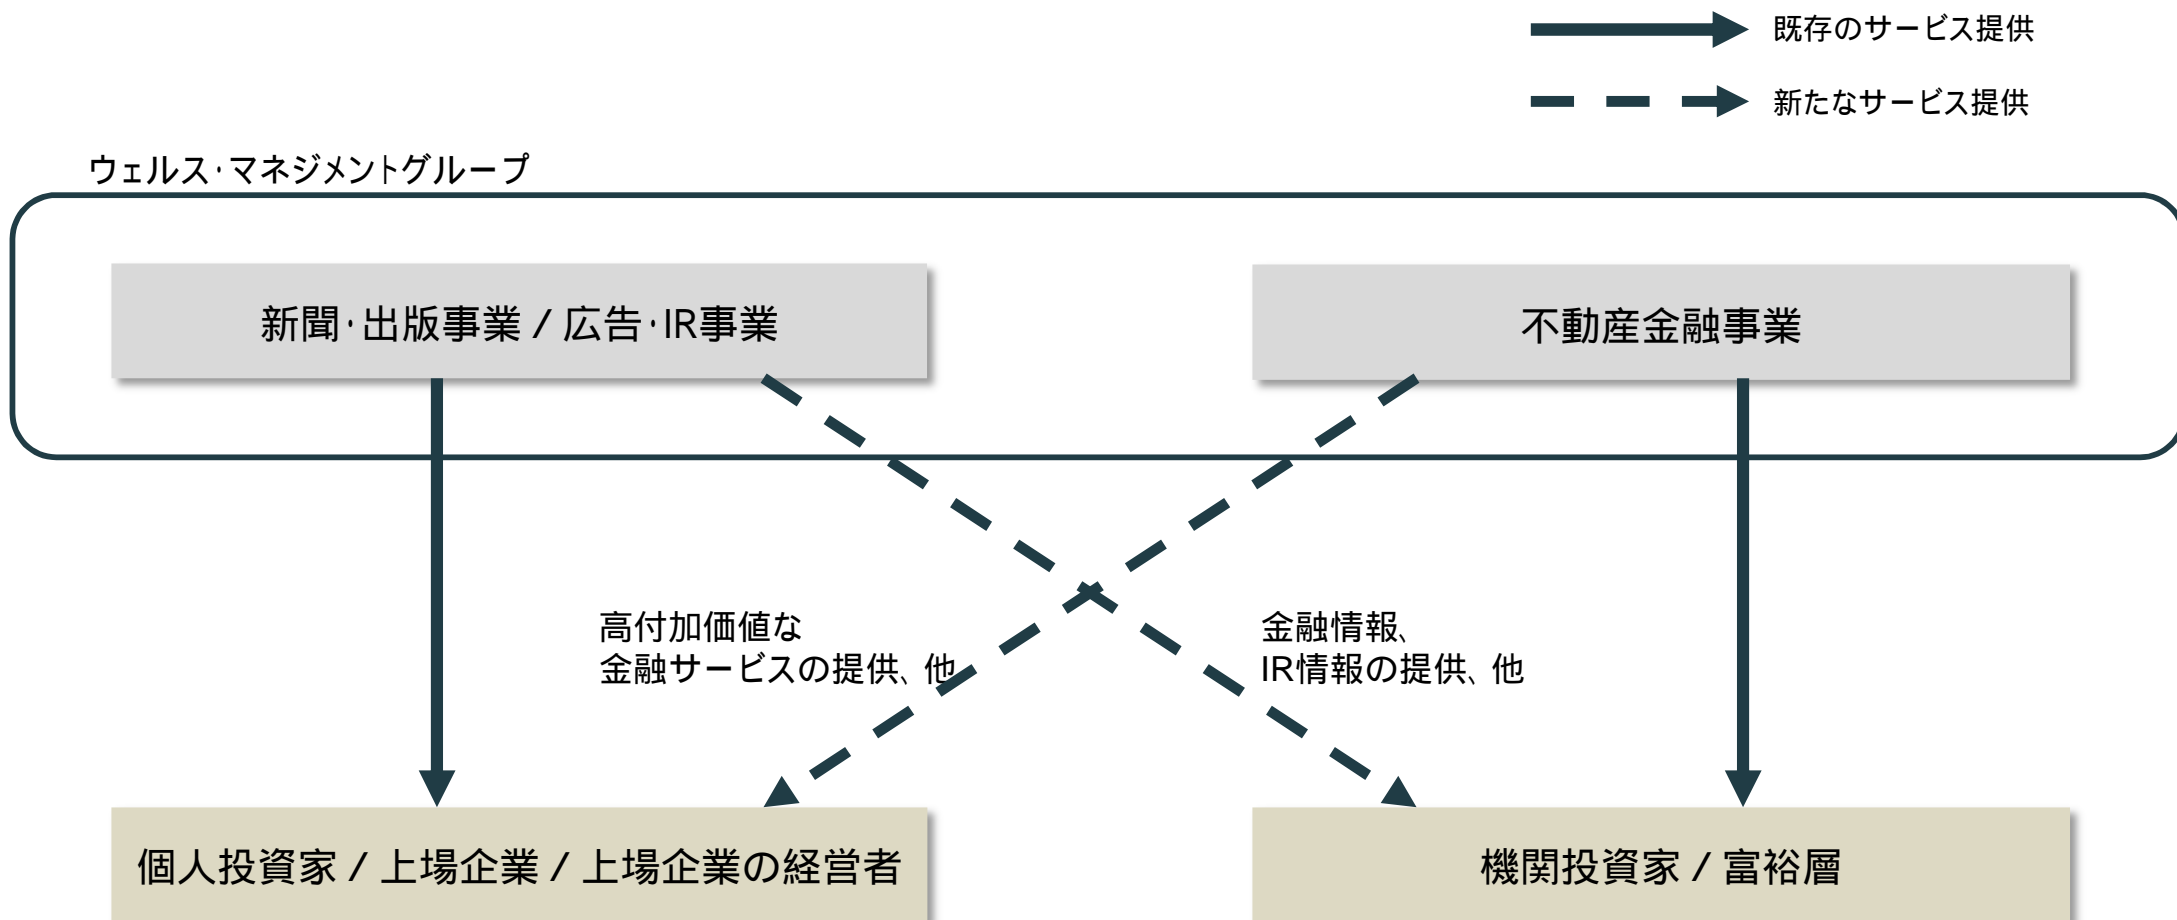 既存のサービス提供
新たなサービス提供
ウェルス・マネジメントグループ
新聞・出版事業 / 広告・IR事業
不動産金融事業
高付加価値な
金融サービスの提供、他
金融情報、
IR情報の提供、他
個人投資家 / 上場企業 / 上場企業の経営者
機関投資家 / 富裕層